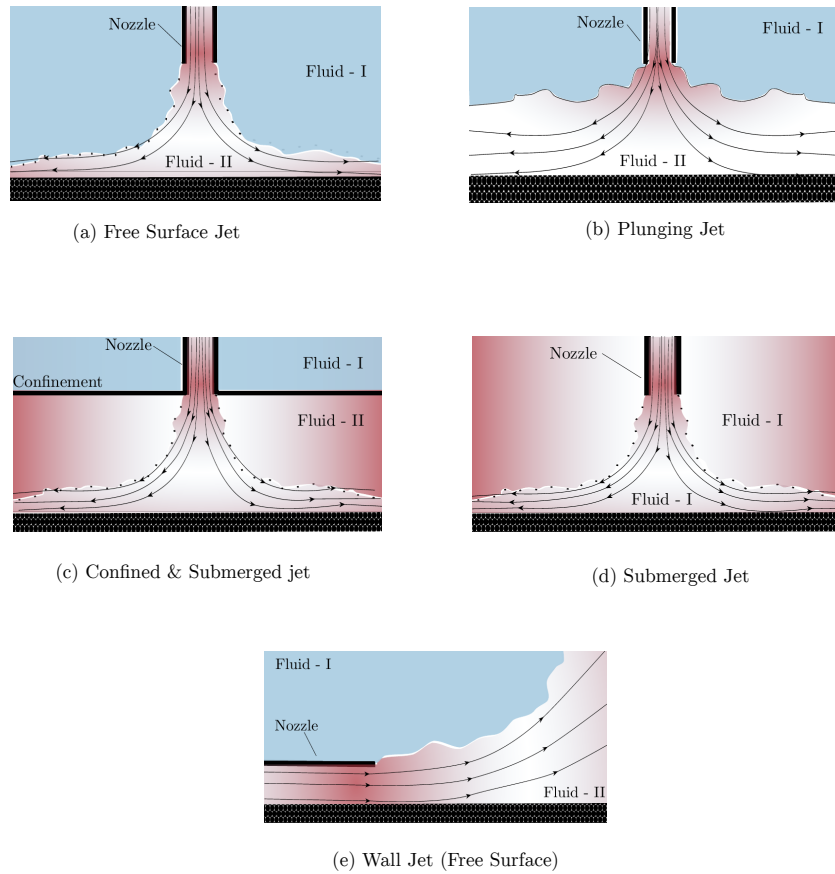 Nozzle
Fluid - I
Fluid - II
(a) Free Surface Jet
Nozzle
Fluid - I
Fluid - II
(b) Plunging Jet
Nozzle
Fluid - I
Confinement
Fluid - II
(c) Confined & Submerged jet
Nozzle
Fluid - I
Fluid - I
(d) Submerged Jet
Fluid - I
Nozzle
Fluid - II
(e) Wall Jet (Free Surface)